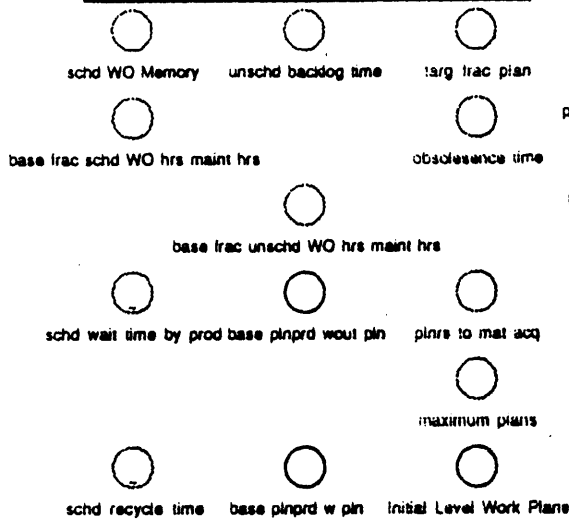 schd WO Memory unschd backlog time targ frac plan
base frac schd WO hrs maint hrs obsolesence time
base frac unschd WO hrs maint hrs
schd wait time by prod base plnprd wout pln plnrs to mat acq
maximum plans
schd recycle time base plnprd w pln Initial Level Work Plans